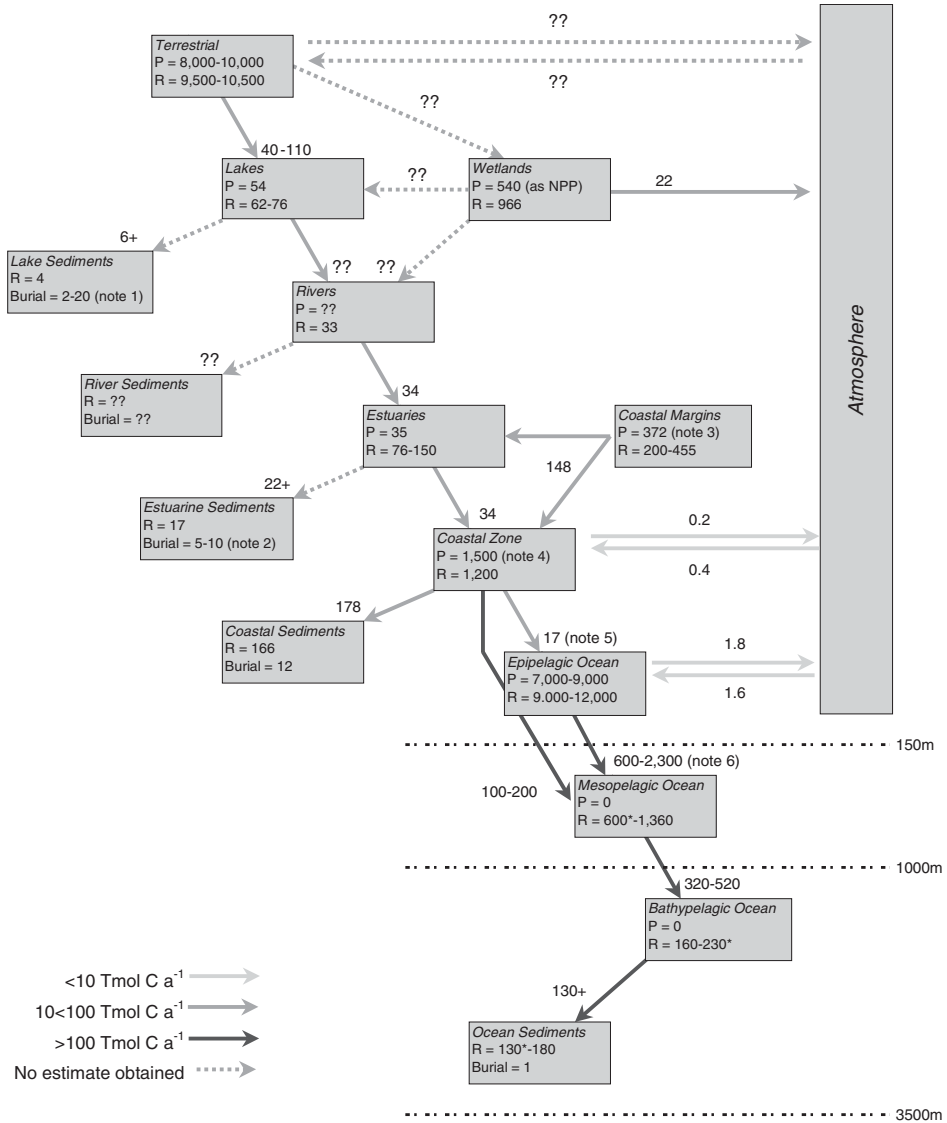 ??
Terrestrial
P = 8,000-10,000
R = 9,500-10,500
??
??
40-110
Lakes
P = 54
R = 62-76
??
Wetlands
P = 540 (as NPP)
R = 966
22
6+
Lake Sediments
R = 4
Burial = 2-20 (note 1)
??
??
Rivers
P = ??
R = 33
Atmosphere
??
River Sediments
R = ??
Burial = ??
34
Estuaries
P = 35
R = 76-150
Coastal Margins
P = 372 (note 3)
R = 200-455
148
22+
Estuarine Sediments
R = 17
Burial = 5-10 (note 2)
34
Coastal Zone
P = 1,500 (note 4)
R = 1,200
0.2
0.4
178
Coastal Sediments
R = 166
Burial = 12
17 (note 5)
Epipelagic Ocean
P = 7,000-9,000
R = 9.000-12,000
1.8
1.6
150m
600-2,300 (note 6)
100-200
Mesopelagic Ocean
P = 0
R = 600*-1,360
1000m
320-520
Bathypelagic Ocean
P = 0
R = 160-230*
130+
Ocean Sediments
R = 130*-180
Burial = 1
3500m
<10 Tmol C a-1
10<100 Tmol C a-1
>100 Tmol C a-1
No estimate obtained